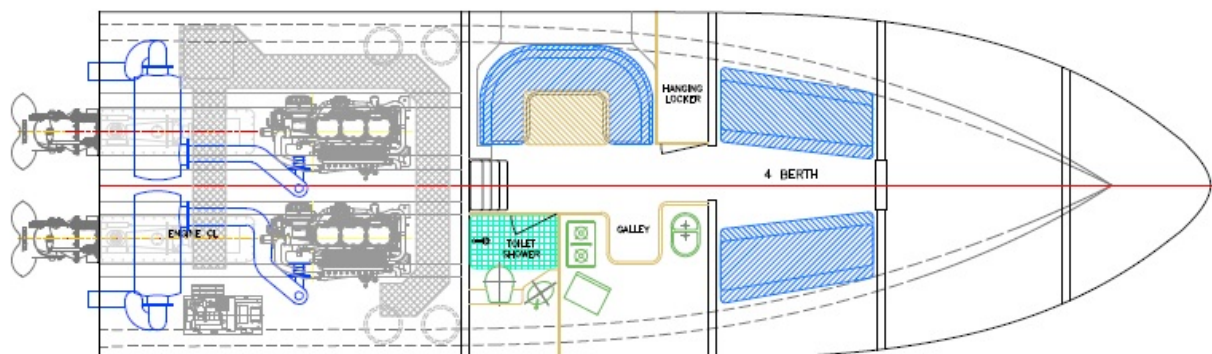 HANGING
LOCKER
4 BERTH
ENGINE CL
TOILET
SHOWER
GALLEY